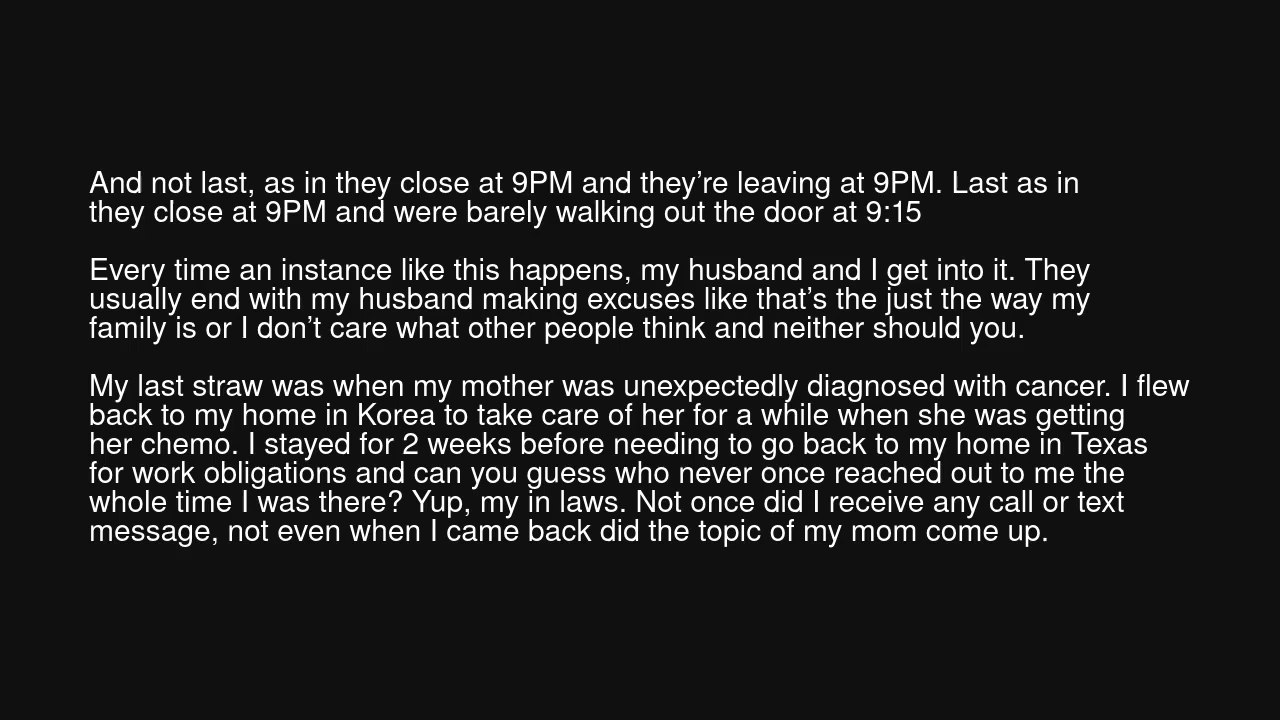 And not last, as in they close at 9PM and they’re leaving at 9PM. Last as in
they close at 9PM and were barely walking out the door at 9:15
Every time an instance like this happens, my husband and I get into it. They
usually end with my husband making excuses like that’s the just the way my
family is or I don’t care what other people think and neither should you.
My last straw was when my mother was unexpectedly diagnosed with cancer. I flew
back to my home in Korea to take care of her for a while when she was getting
her chemo. I stayed for 2 weeks before needing to go back to my home in Texas
for work obligations and can you guess who never once reached out to me the
whole time I was there? Yup, my in laws. Not once did I receive any call or text
message, not even when I came back did the topic of my mom come up.